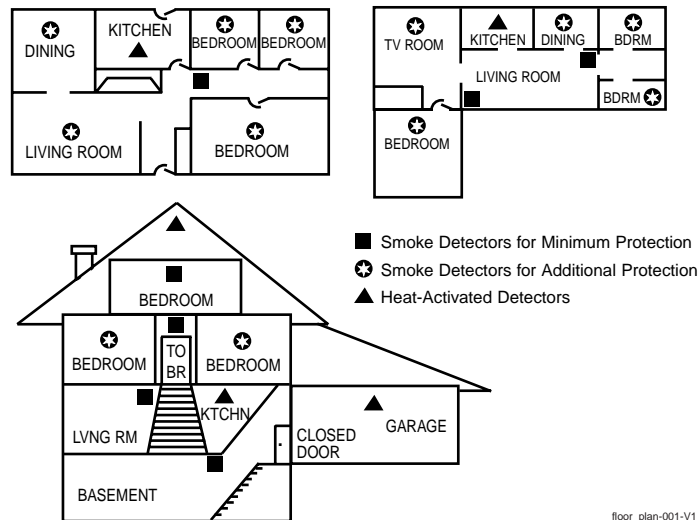 DINING
KITCHEN
BEDROOM
BEDROOM
LIVING ROOM
BEDROOM
TV ROOM
KITCHEN
DINING
BDRM
LIVING ROOM
BDRM
BEDROOM
Smoke Detectors for Minimum Protection
Smoke Detectors for Additional Protection
Heat-Activated Detectors
BEDROOM
BEDROOM
TO
BR
BEDROOM
LVNG RM
KTCHN
CLOSED
DOOR
GARAGE
BASEMENT
floor_plan-001-V1